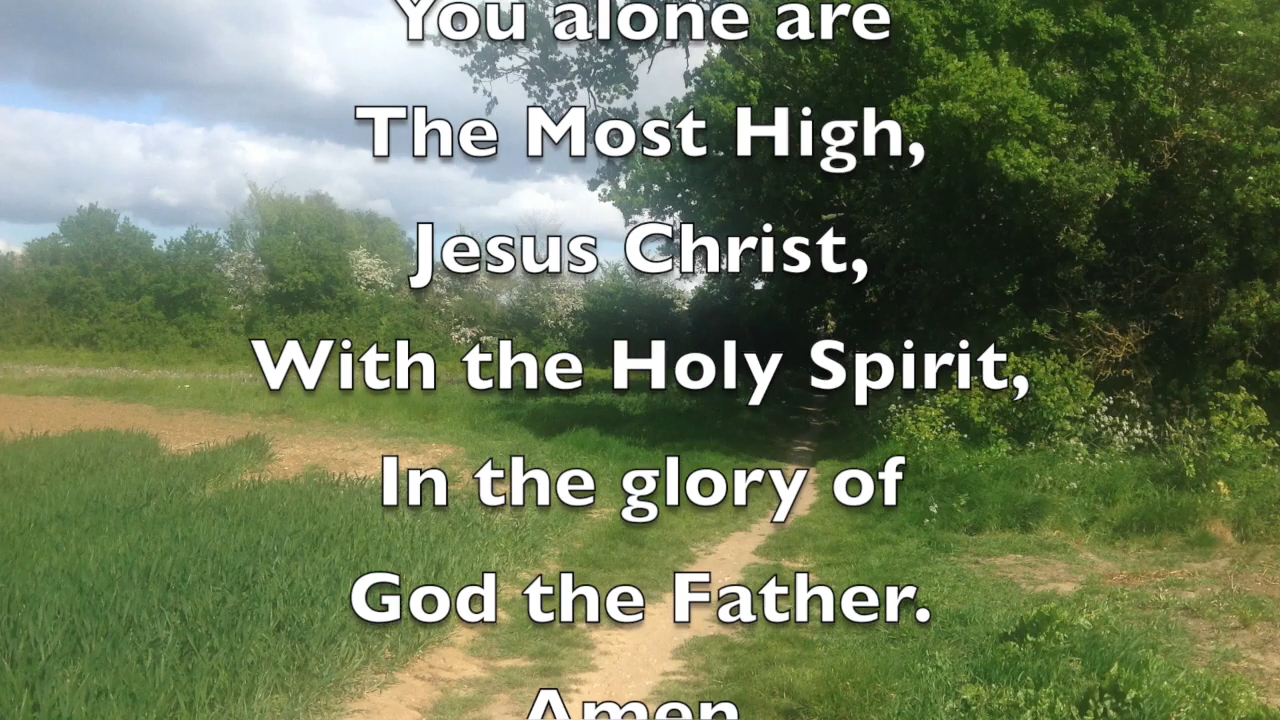 You alone are
The Most High,
Jesus Christ,
With the Holy Spirit,
In the glory of
God the Father.
Amen